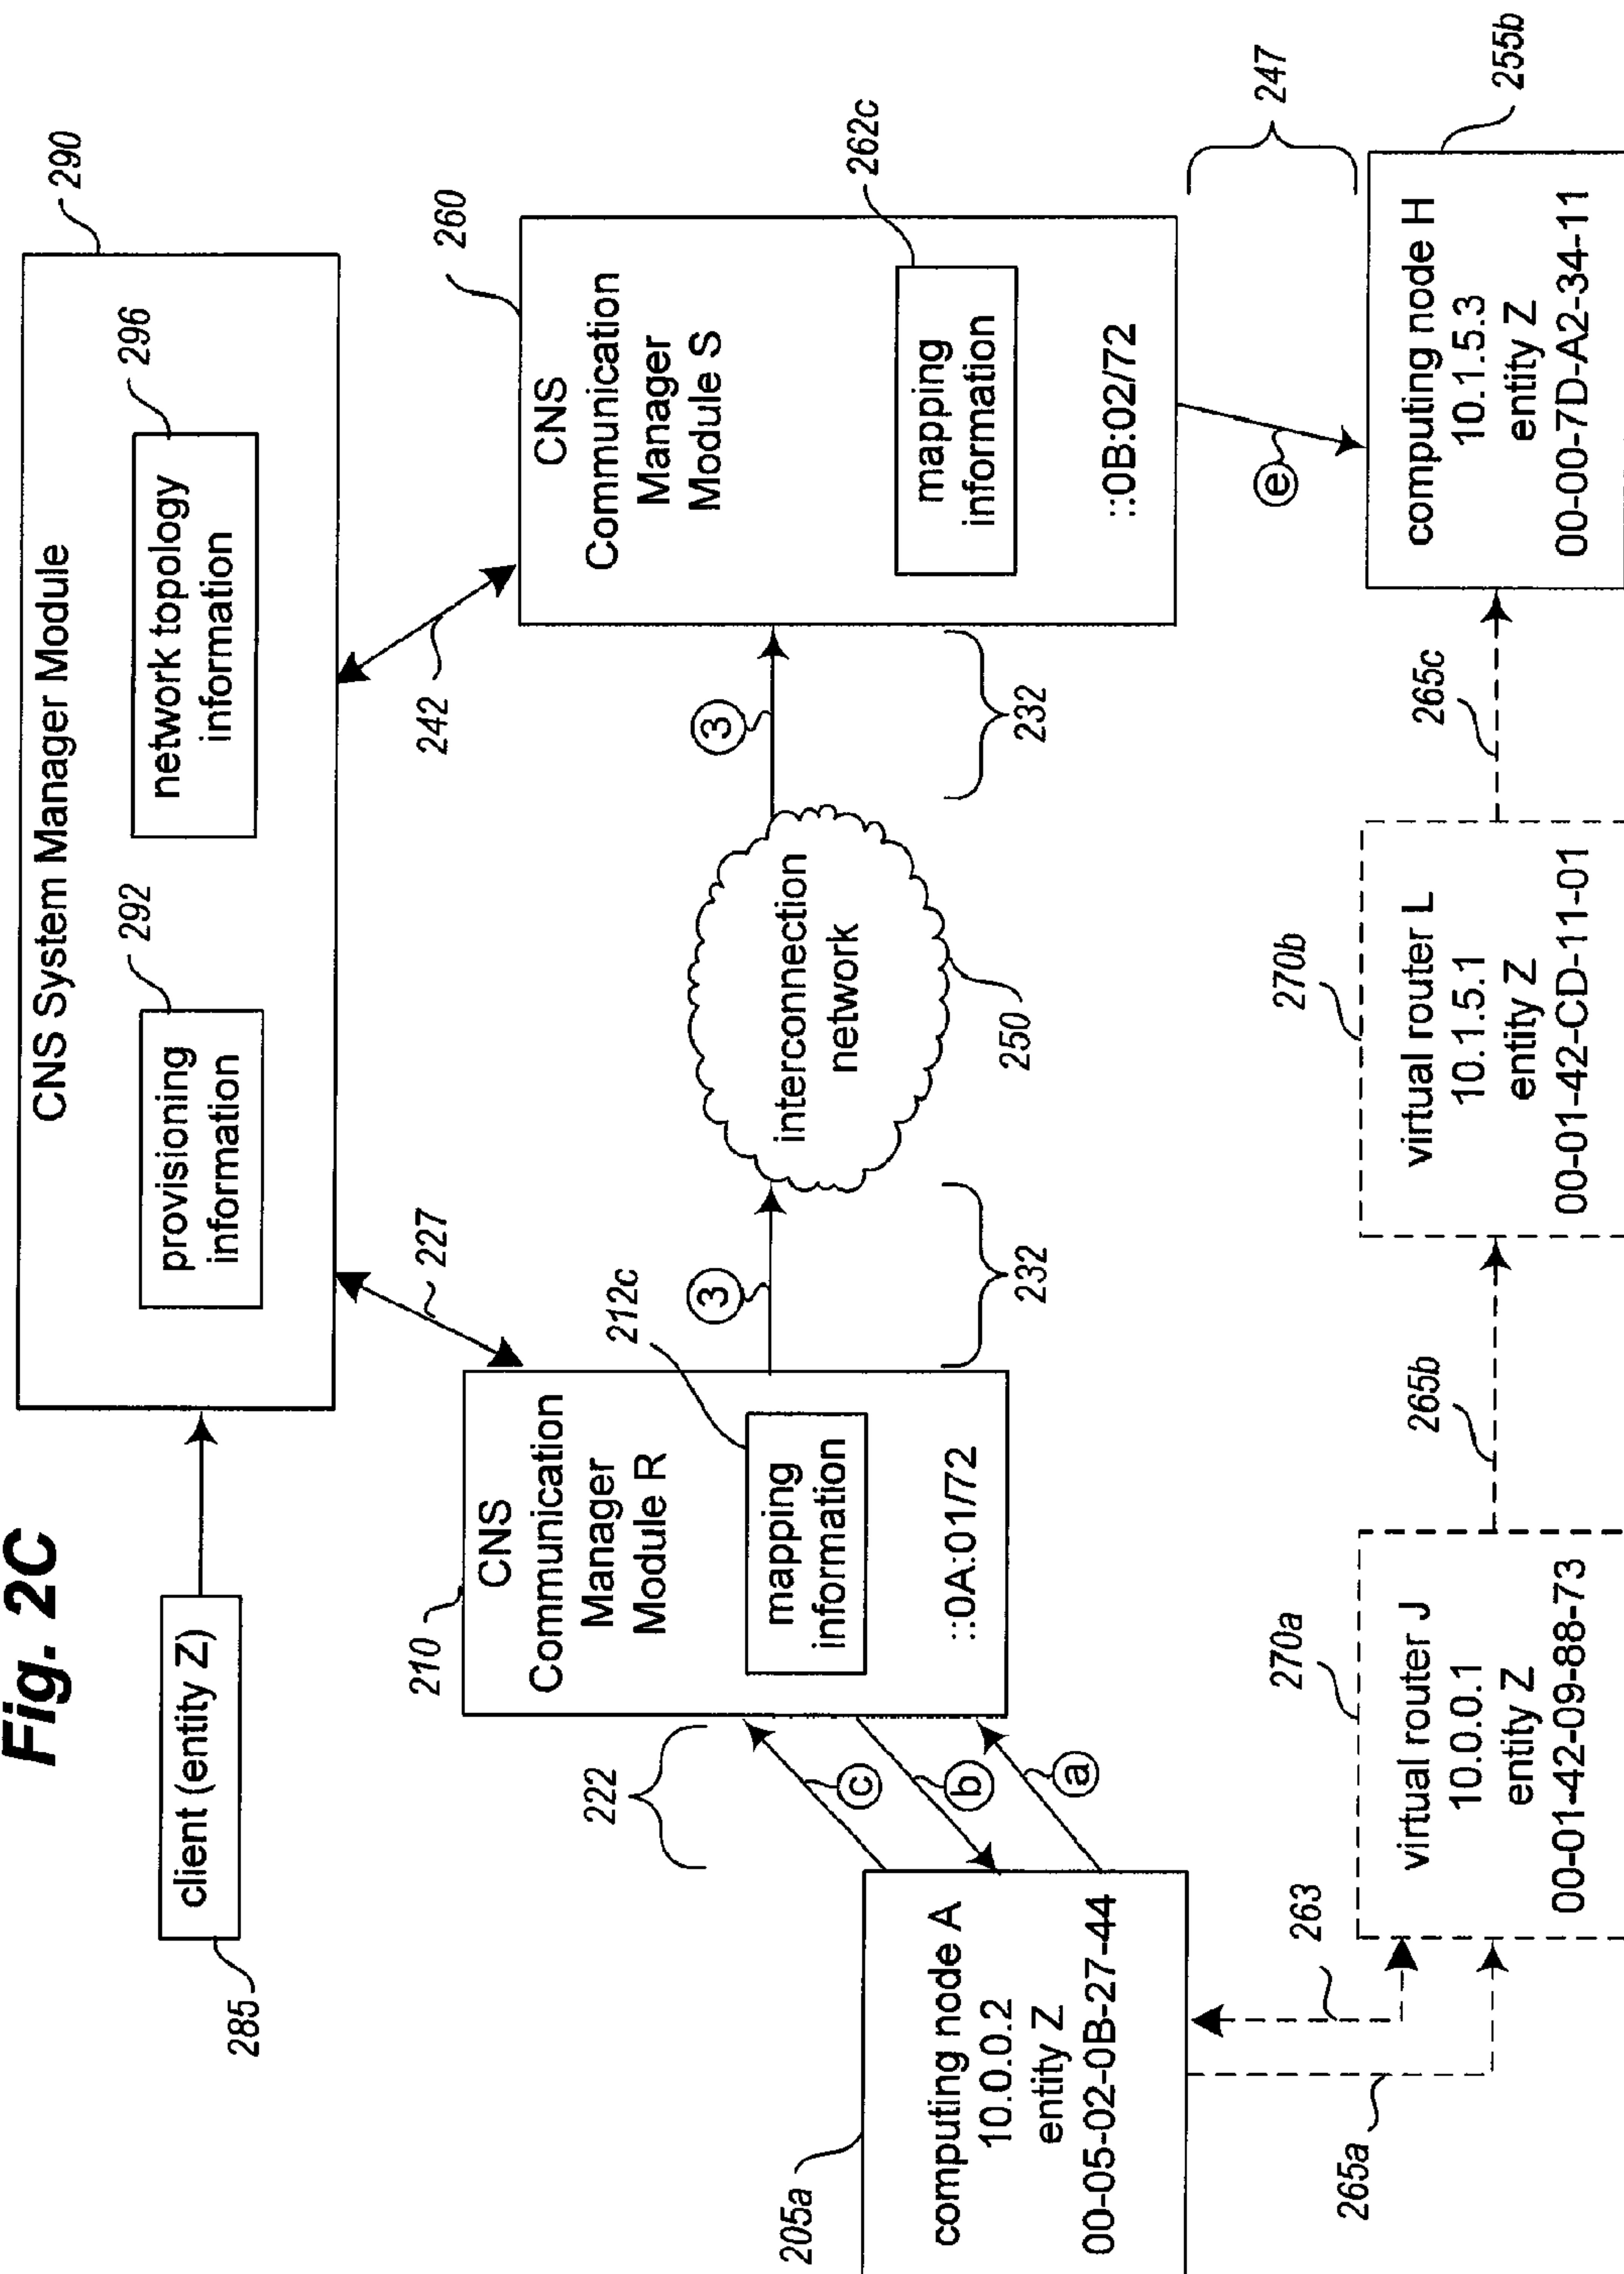 Fig. 2C
290
CNS System Manager Module
292
provisioning
information
296
network topology
information
client (entity Z)
285
227
242
210
CNS
Communication
Manager
Module R
212c
mapping
information
::0A:01/72
260
CNS
Communication
Manager
Module S
262c
mapping
information
::0B:02/72
3
3
232
232
interconnection
network
250
222
c
b
a
e
247
205a
computing node A
10.0.0.2
entity Z
00-05-02-0B-27-44
255b
computing node H
10.1.5.3
entity Z
00-00-7D-A2-34-11
263
265a
270a
virtual router J
10.0.0.1
entity Z
00-01-42-09-88-73
265b
270b
virtual router L
10.1.5.1
entity Z
00-01-42-CD-11-01
265c